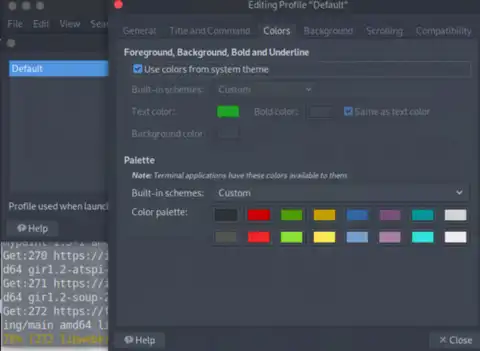 Editing Profile "Default"
File Edit View Sea
General Title and Command Colors Background Scrolling Compatibility
Foreground, Background, Bold and Underline
Default
Use colors from system theme
Built-in schemes: Custom
Text color: Bold color: Same as text color
Background color:
Palette
Note: Terminal applications have these colors available to them
Built-in schemes: Custom
Profile used when launc
Color palette:
Help
Get:270 https://
d64 gir1.2-atspi-
Get:271 https://i
d64 gir1.2-soup-2
Get:272 https://
ing/main amd64 li
Help Close